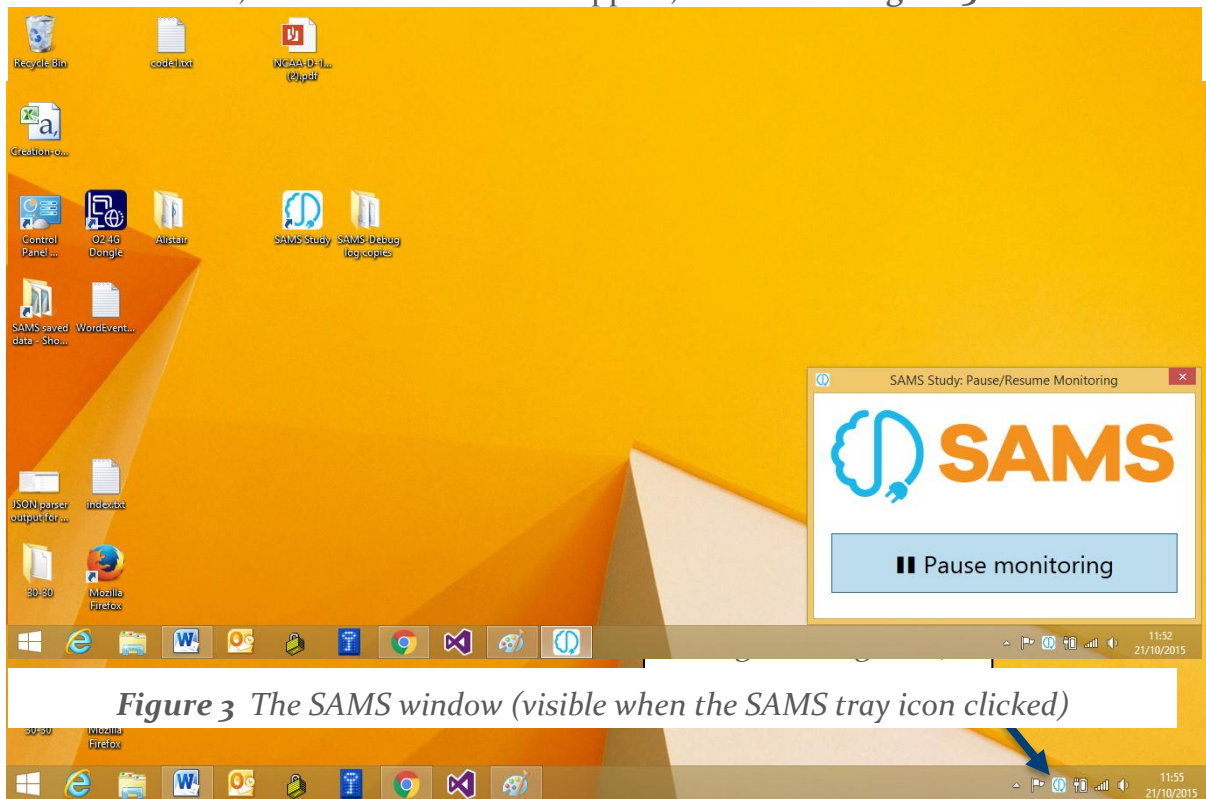 Recycle Bin
code1.txt
NCAA-D-1...
(2).pdf
a,
Creation-o...
Control
Panel ...
O2 4G
Dongle
Alistair
SAMS Study
SAMS-Debug
log copies
SAMS saved
data - Sho...
WordEvent...
SAMS Study: Pause/Resume Monitoring
SAMS
Pause monitoring
JSON parser
output for ...
index.txt
30-30
Mozilla
Firefox
11:52
21/10/2015
Figure 3 The SAMS window (visible when the SAMS tray icon clicked)
30-30
Mozilla
Firefox
11:55
21/10/2015